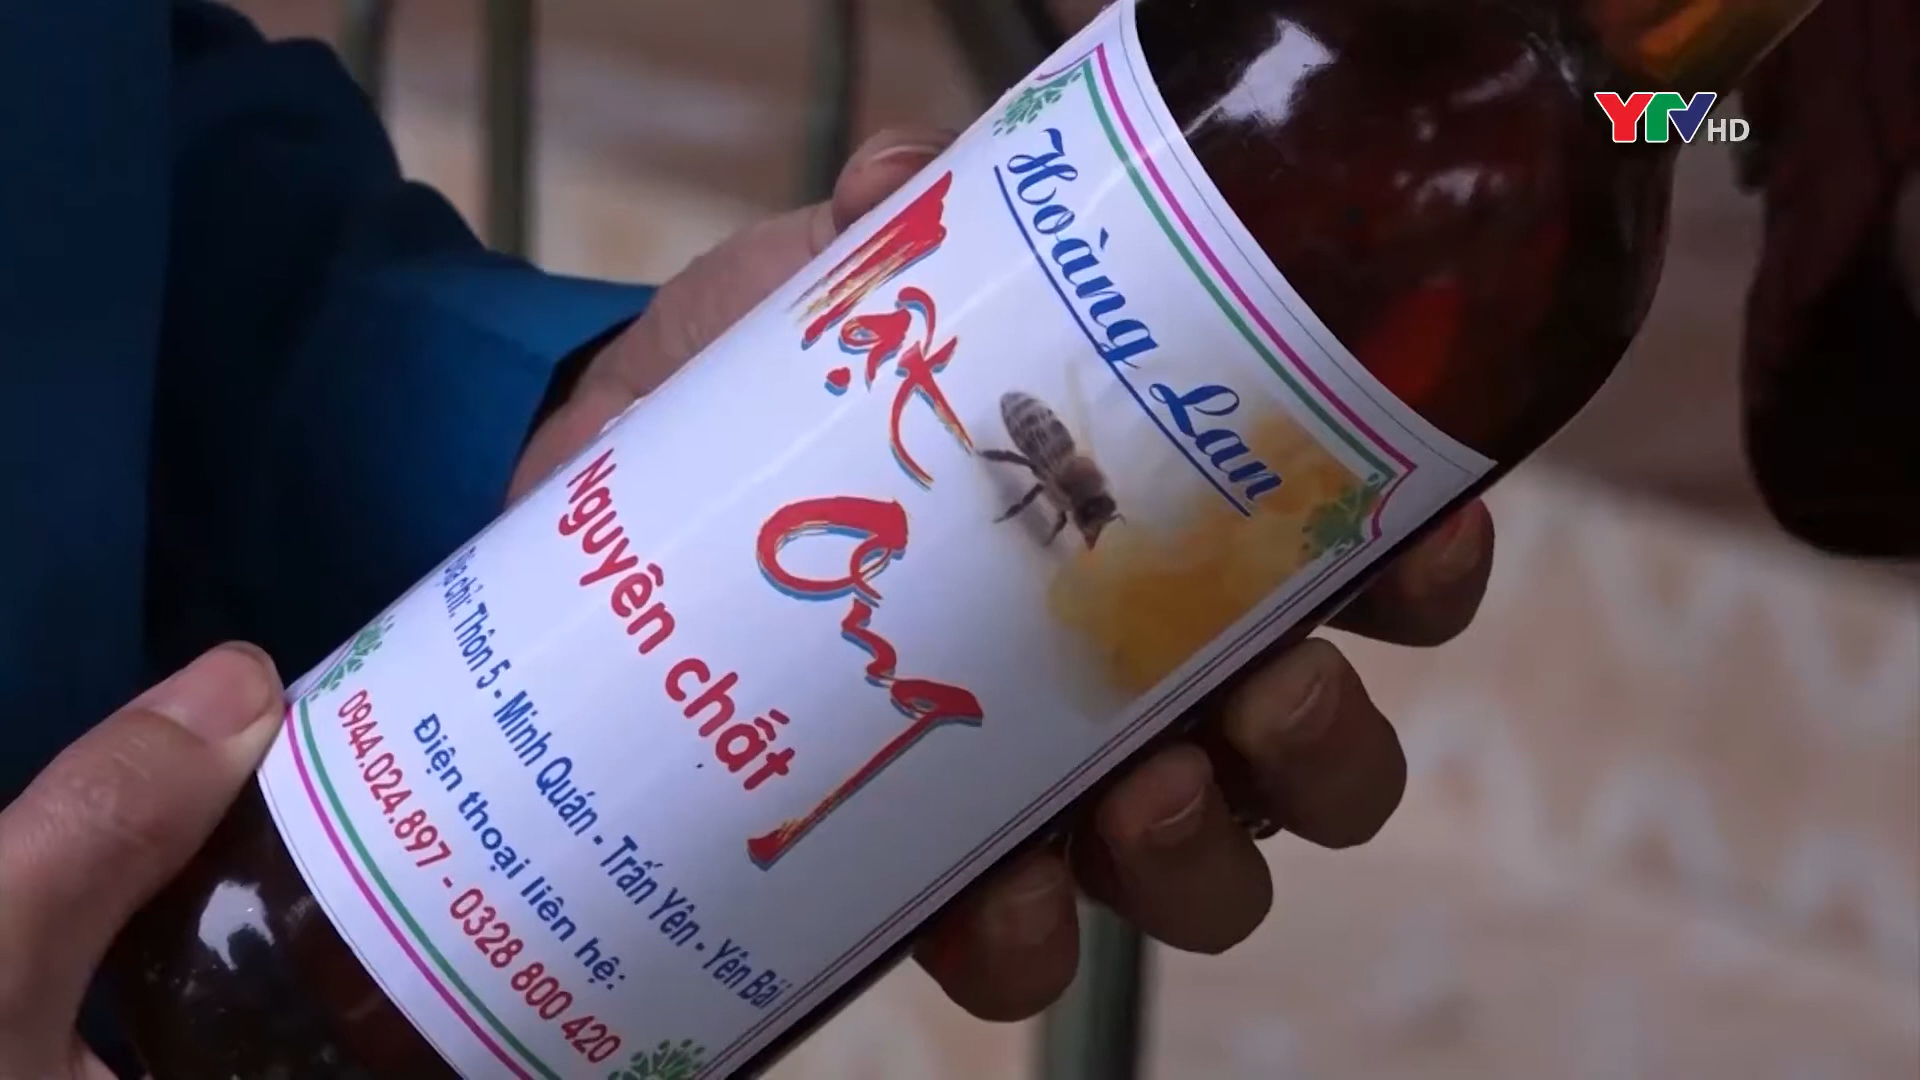 YTV HD
Hoàng Lan
Mật
Ong
Nguyên chất
Địa chỉ: Thôn 5 - Minh Quán - Trấn Yên - Yên Bái
Điện thoại liên hệ:
0944.024.897 - 0328 800 420